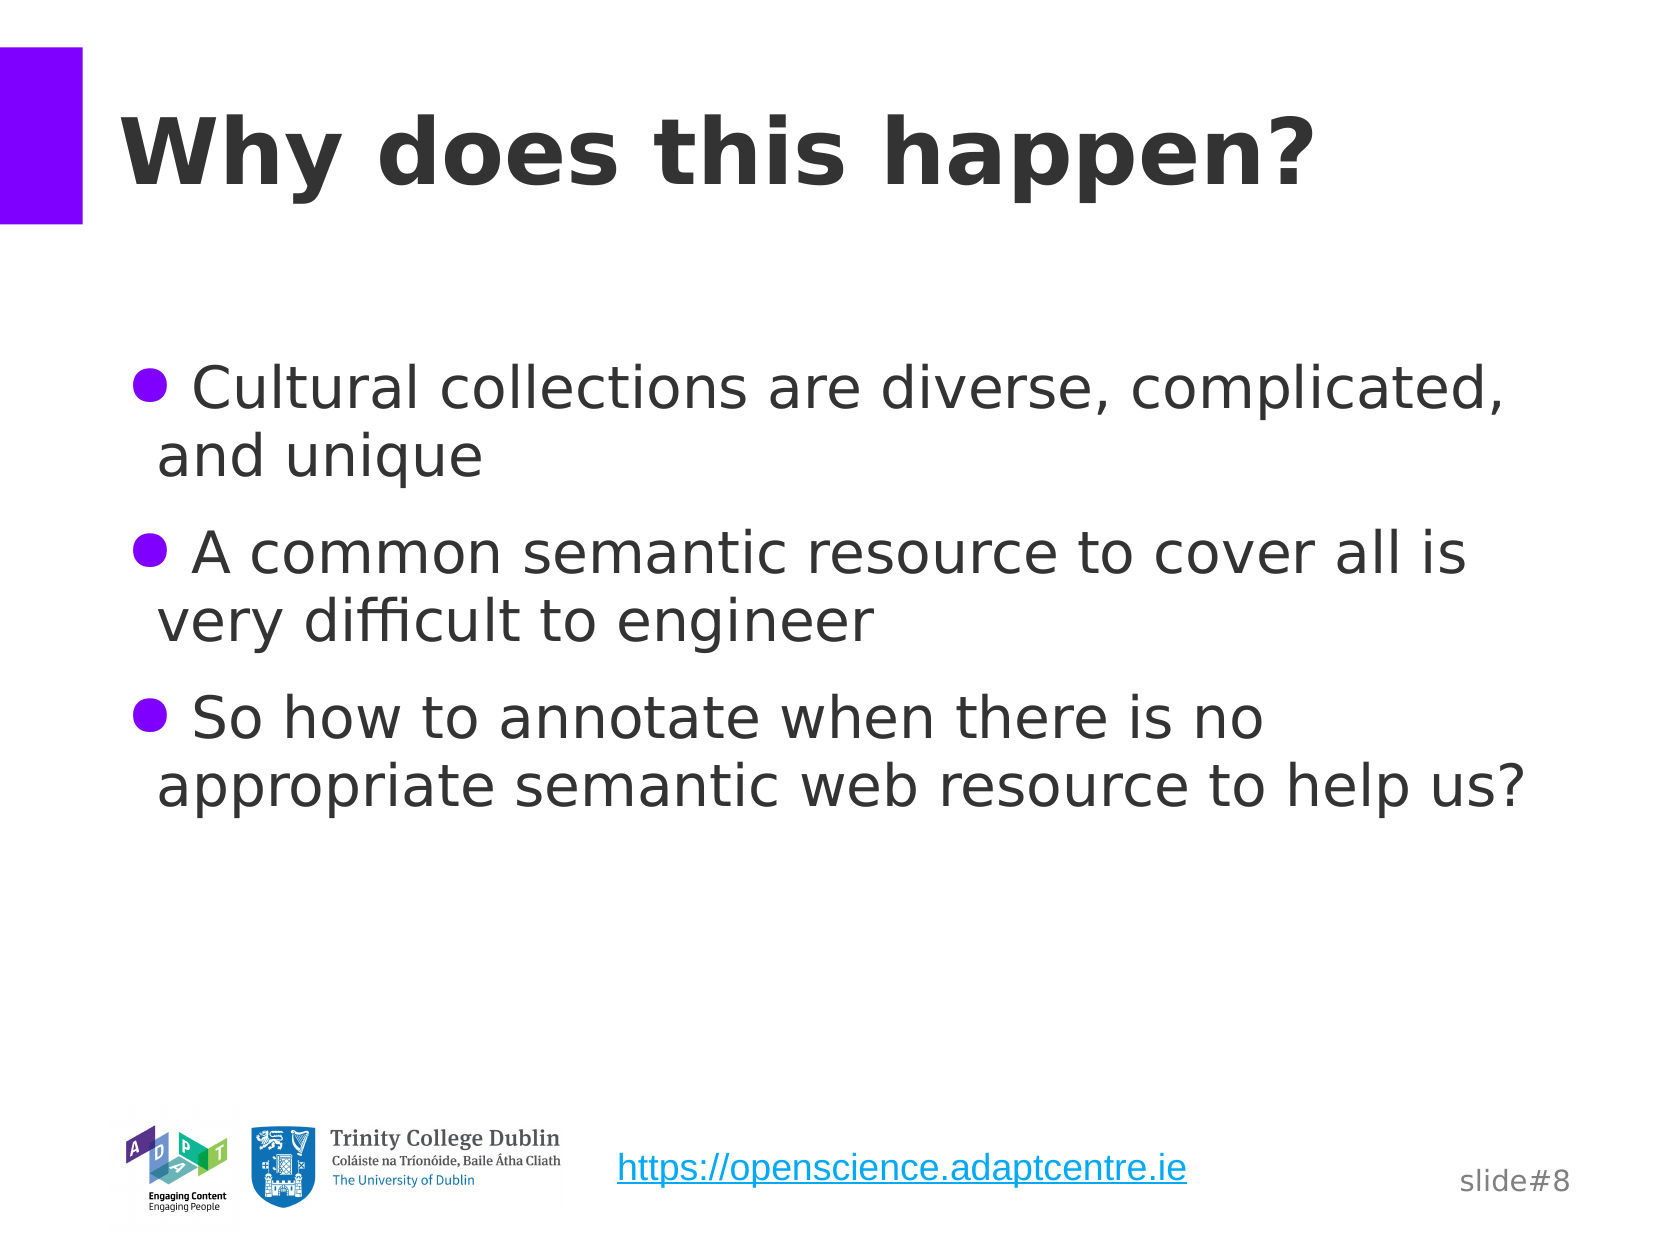 Why does this happen?
● Cultural collections are diverse, complicated,
and unique
● A common semantic resource to cover all is
very difficult to engineer
● So how to annotate when there is no
appropriate semantic web resource to help us?
ADAPT
Engaging Content
Engaging People
Trinity College Dublin
Coláiste na Tríonóide, Baile Átha Cliath
The University of Dublin
https://openscience.adaptcentre.ie
slide#8